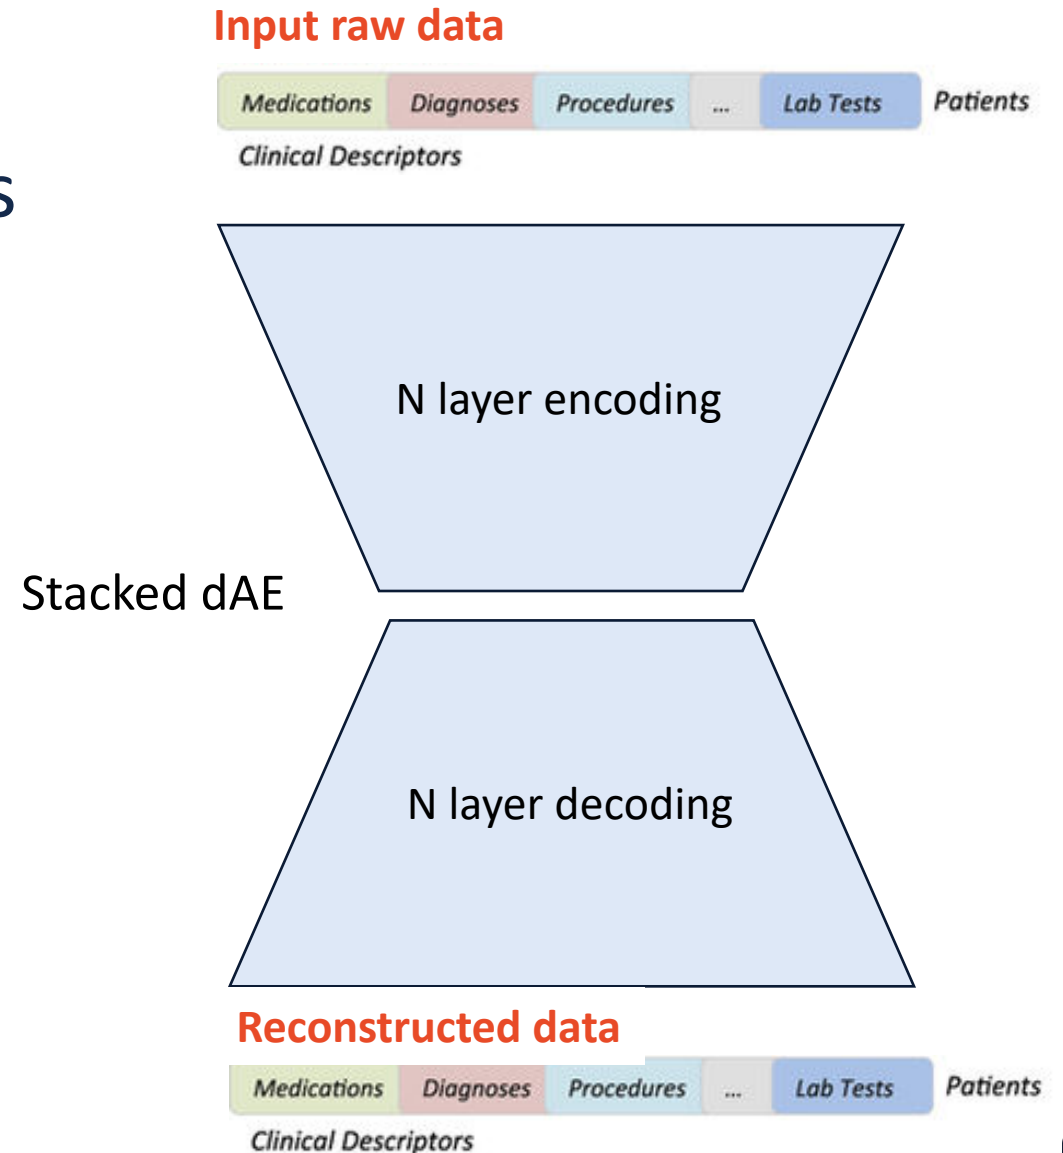 Input raw data
Medications Diagnoses Procedures ... Lab Tests Patients
Clinical Descriptors
s
N layer encoding
Stacked dAE
N layer decoding
Reconstructed data
Medications Diagnoses Procedures ... Lab Tests Patients
Clinical Descriptors